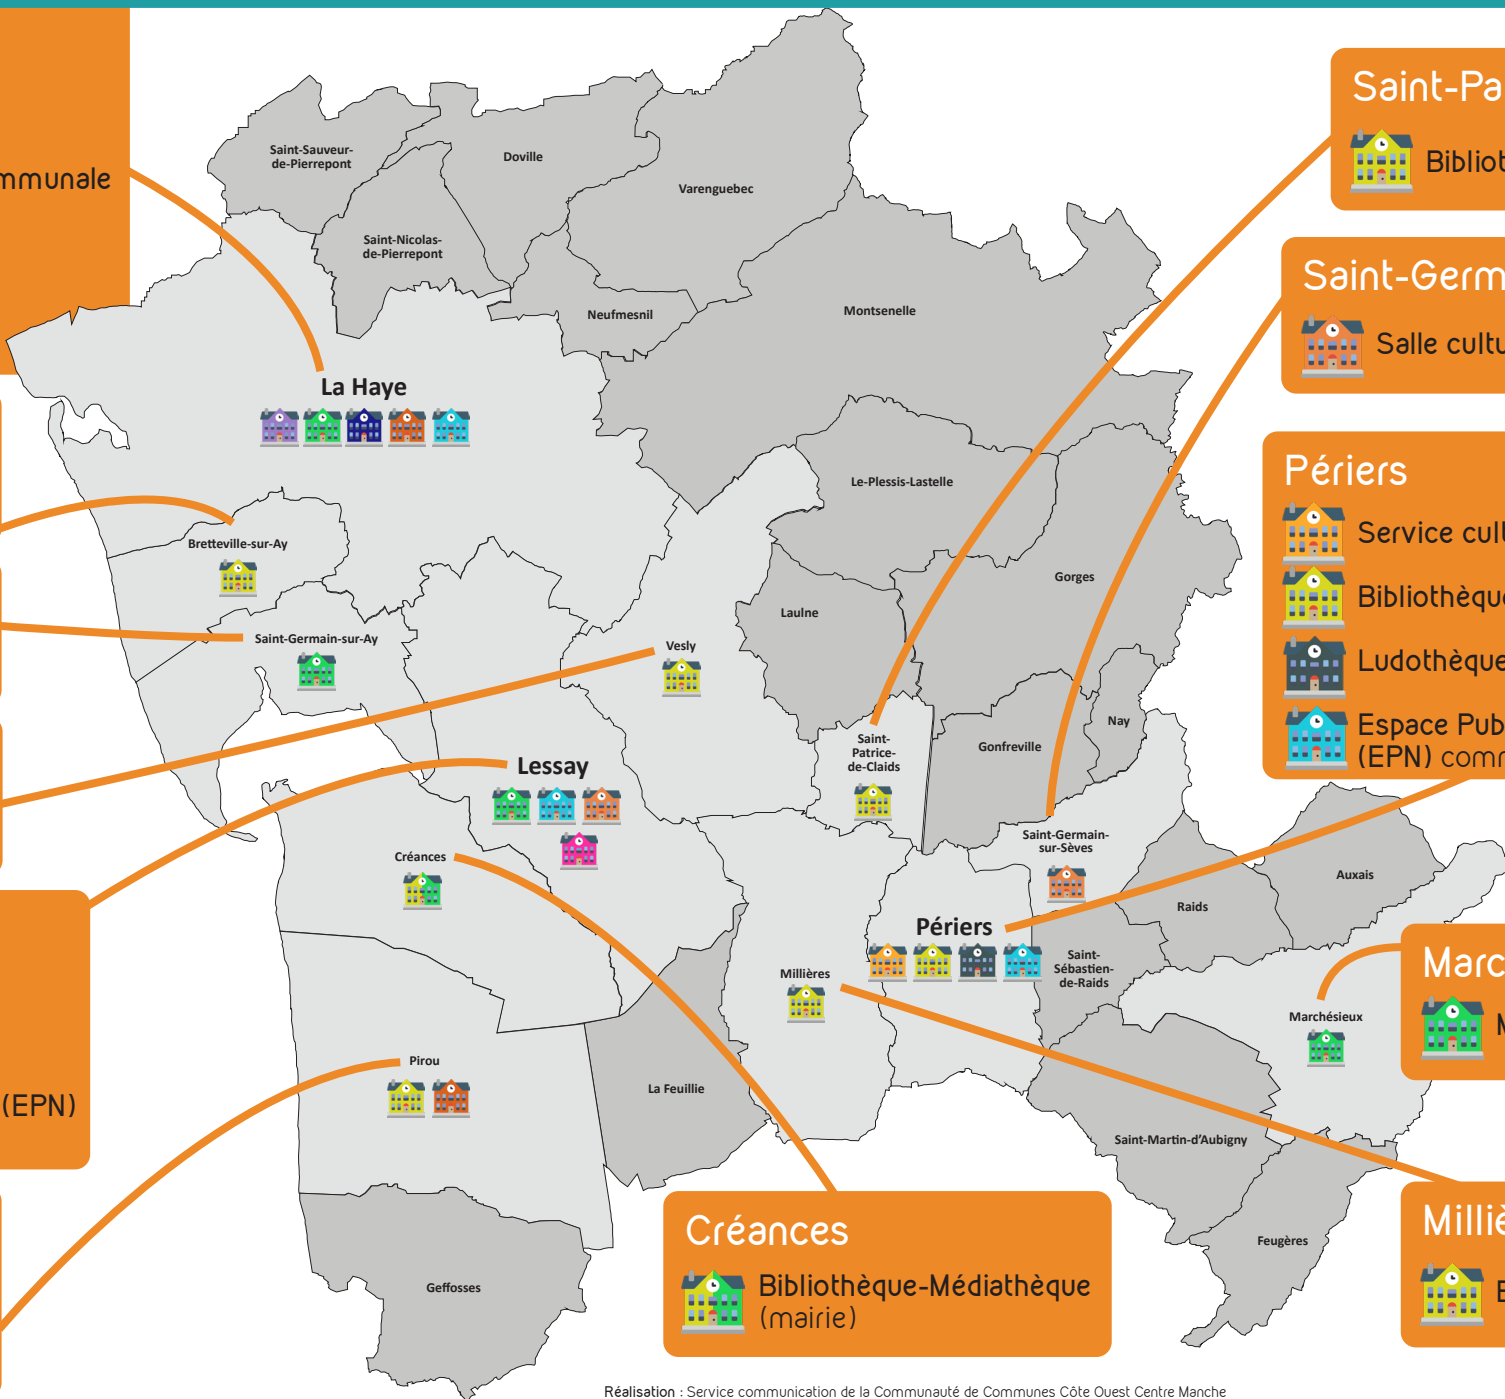 mmunale
(EPN)
Saint-Sauveur-
de-Pierrepont
Doville
Varenguebec
Saint-Nicolas-
de-Pierrepont
Neufmesnil
Montsenelle
La Haye
Le-Plessis-Lastelle
Bretteville-sur-Ay
Gorges
Laulne
Saint-Germain-sur-Ay
Vesly
Nay
Saint-
Patrice-
de-Claids
Gonfreville
Lessay
Saint-Germain-
sur-Sèves
Créances
Auxais
Raids
Périers
Saint-
Sébastien-
de-Raids
Millières
Marchésieux
Pirou
La Feuillie
Saint-Martin-d'Aubigny
Feugères
Geffosses
Saint-Pa
Bibliot
Saint-Germ
Salle cultu
Périers
Service cult
Bibliothèque
Ludothèque
Espace Pub
(EPN) comm
Marc
M
Milliè
B
Créances
Bibliothèque-Médiathèque
(mairie)
Réalisation : Service communication de la Communauté de Communes Côte Ouest Centre Manche